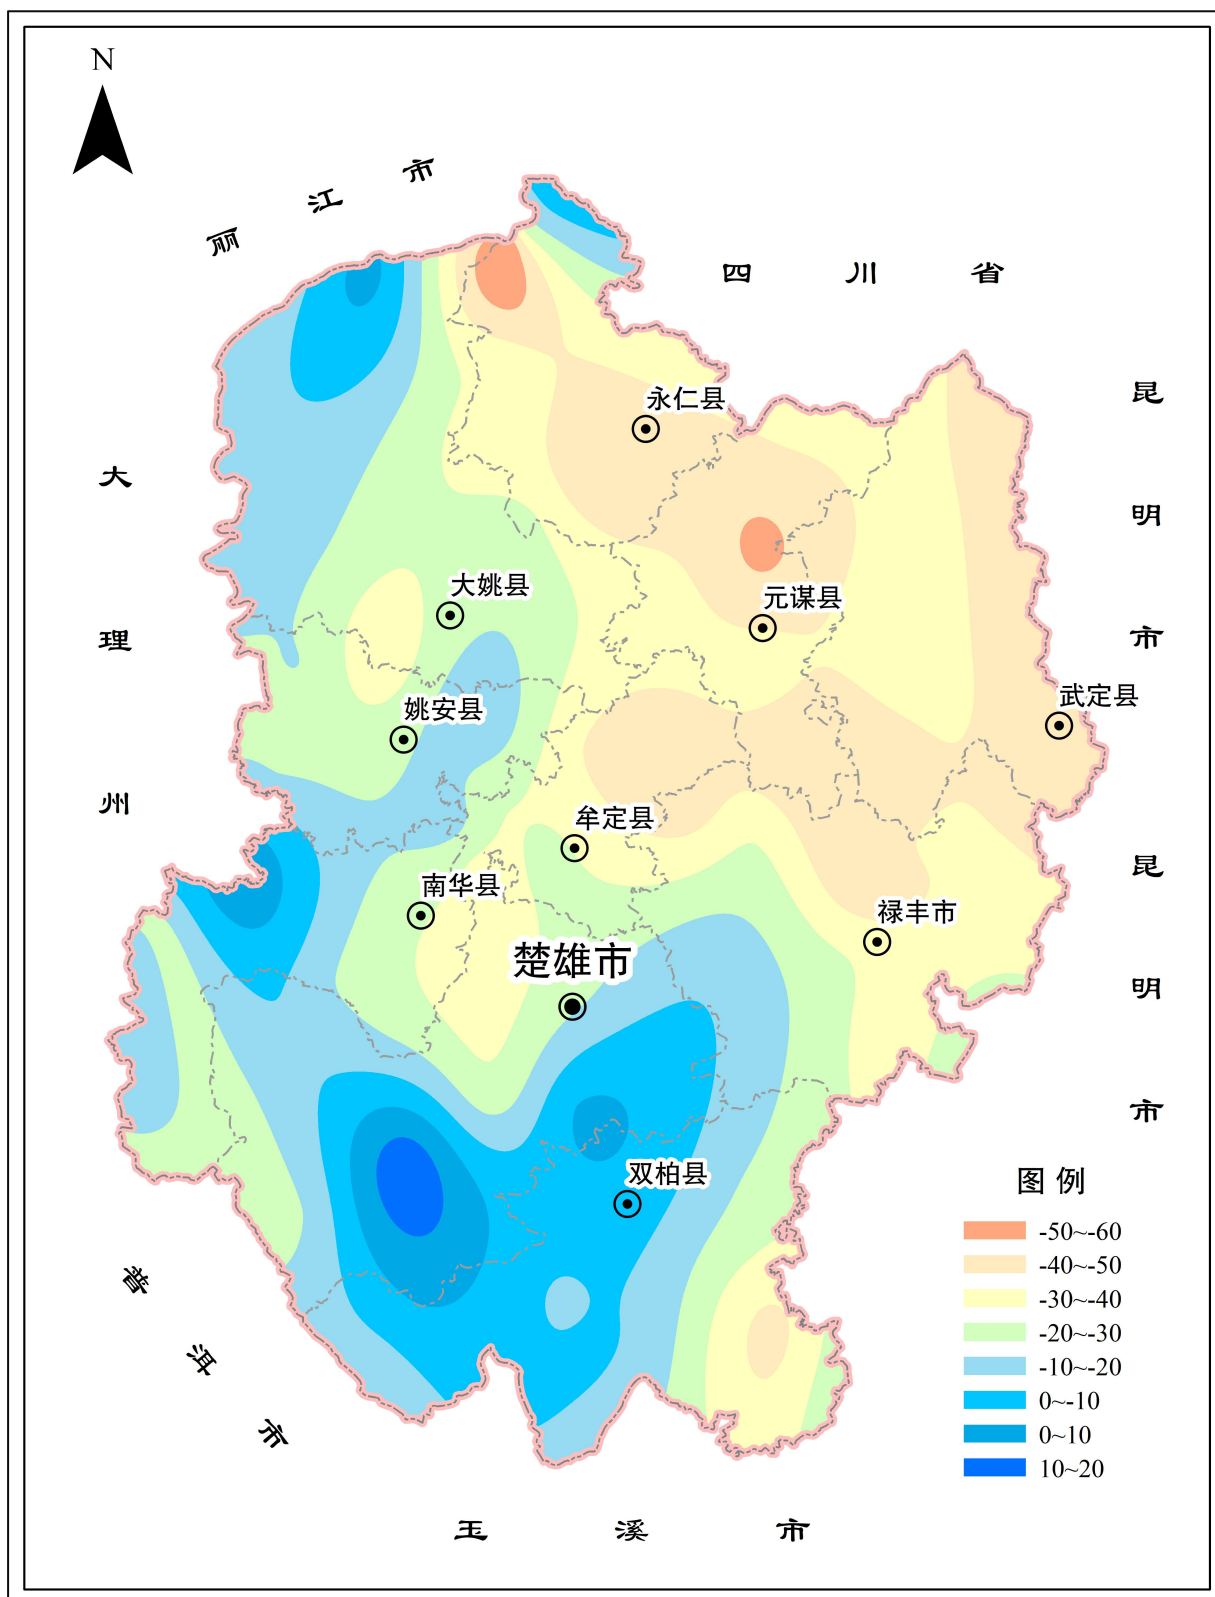 N
丽江市
四川省
大理州
昆明市
昆明市
普洱市
玉溪市
永仁县
大姚县
元谋县
姚安县
武定县
牟定县
南华县
禄丰市
楚雄市
双柏县
图例
-50~-60
-40~-50
-30~-40
-20~-30
-10~-20
0~-10
0~10
10~20